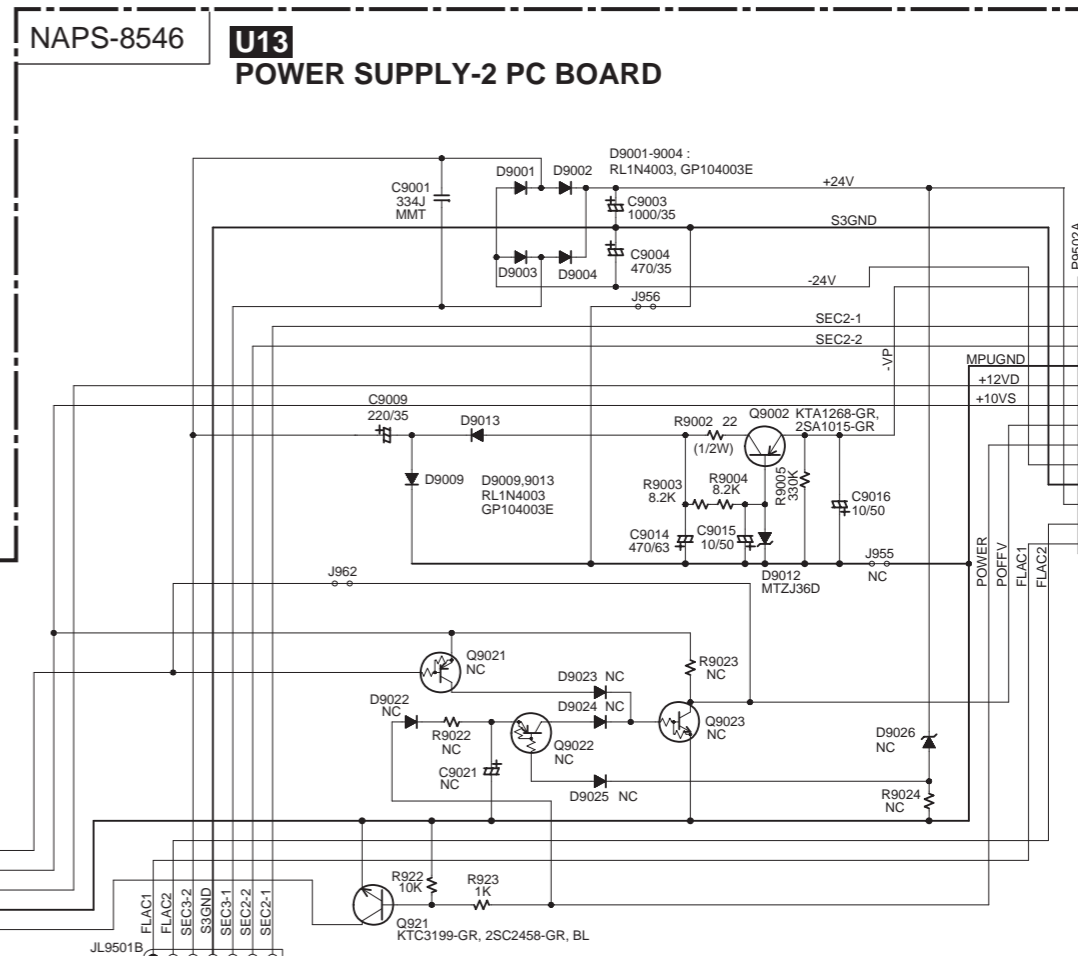 NAPS-8546
U13
POWER SUPPLY-2 PC BOARD
D9001-9004 :
RL1N4003, GP104003E
D9001
D9002
C9001
334J
MMT
+24V
C9003
1000/35
S3GND
P9502A
C9004
470/35
D9003
D9004
-24V
J956
SEC2-1
SEC2-2
-VP
MPUGND
+12VD
+10VS
C9009
220/35
D9013
R9002 22
(1/2W)
Q9002
KTA1268-GR,
2SA1015-GR
D9009
D9009,9013
RL1N4003
GP104003E
R9003
8.2K
R9004
8.2K
R9005
330K
C9016
10/50
C9014
470/63
C9015
10/50
J955
NC
D9012
MTZJ36D
J962
POWER
POFFV
FLAC1
FLAC2
Q9021
NC
R9023
NC
D9023 NC
D9022
NC
D9024 NC
Q9023
NC
R9022
NC
Q9022
NC
D9026
NC
C9021
NC
D9025 NC
R9024
NC
FLAC1
FLAC2
SEC3-2
S3GND
SEC3-1
SEC2-2
SEC2-1
R922
10K
R923
1K
Q921
KTC3199-GR, 2SC2458-GR, BL
JL9501B